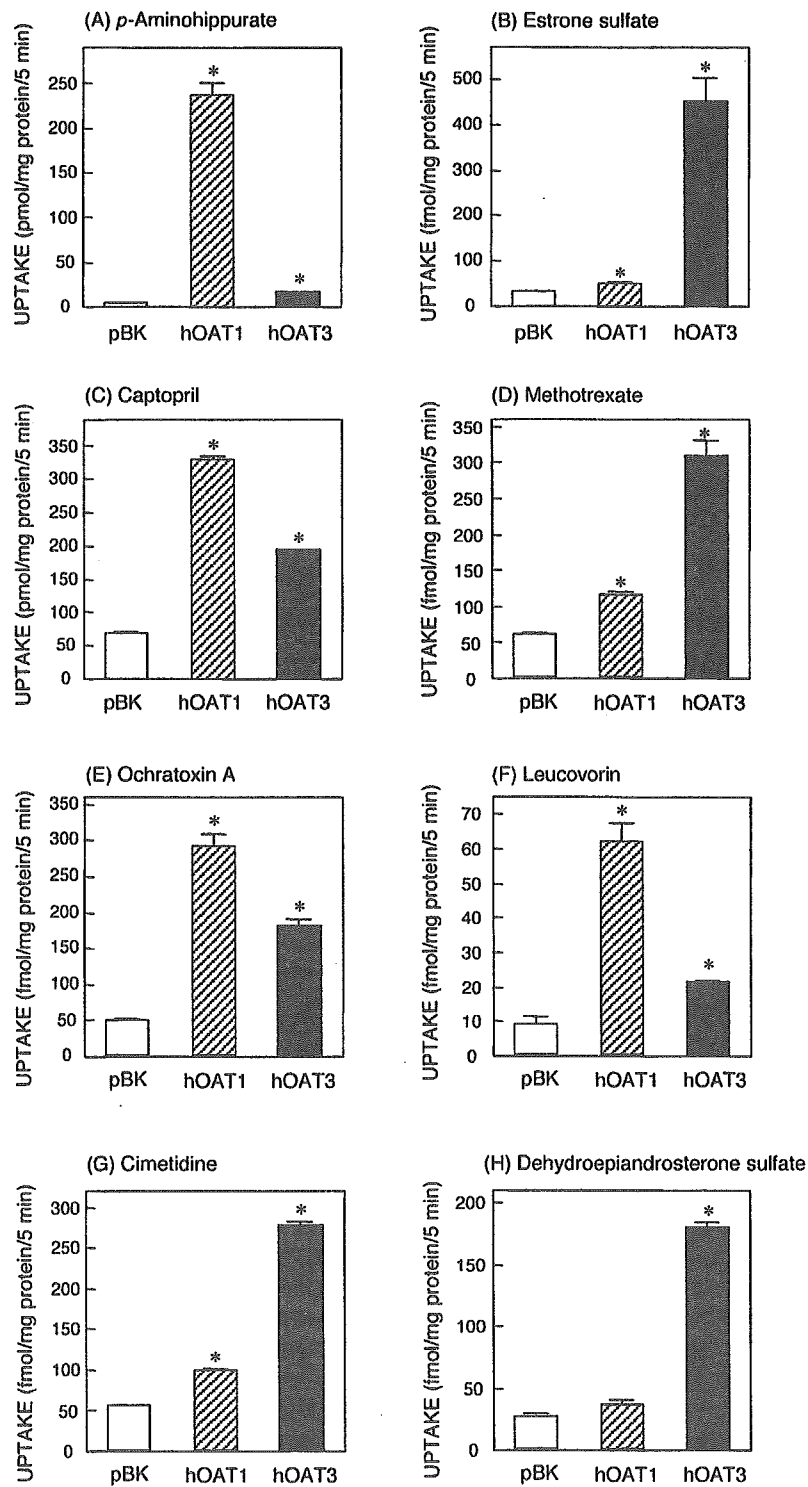 (A) p-Aminohippurate
UPTAKE (pmol/mg protein/5 min)
250
200
150
100
50
0
*
*
pBK hOAT1 hOAT3
(B) Estrone sulfate
UPTAKE (fmol/mg protein/5 min)
500
400
300
200
100
0
*
*
pBK hOAT1 hOAT3
(C) Captopril
UPTAKE (pmol/mg protein/5 min)
350
300
250
200
150
100
50
0
*
*
pBK hOAT1 hOAT3
(D) Methotrexate
UPTAKE (fmol/mg protein/5 min)
350
300
250
200
150
100
50
0
*
*
pBK hOAT1 hOAT3
(E) Ochratoxin A
UPTAKE (fmol/mg protein/5 min)
350
300
250
200
150
100
50
0
*
*
pBK hOAT1 hOAT3
(F) Leucovorin
UPTAKE (fmol/mg protein/5 min)
70
60
50
40
30
20
10
0
*
*
pBK hOAT1 hOAT3
(G) Cimetidine
UPTAKE (fmol/mg protein/5 min)
300
250
200
150
100
50
0
*
*
pBK hOAT1 hOAT3
(H) Dehydroepiandrosterone sulfate
UPTAKE (fmol/mg protein/5 min)
200
150
100
50
0
*
pBK hOAT1 hOAT3